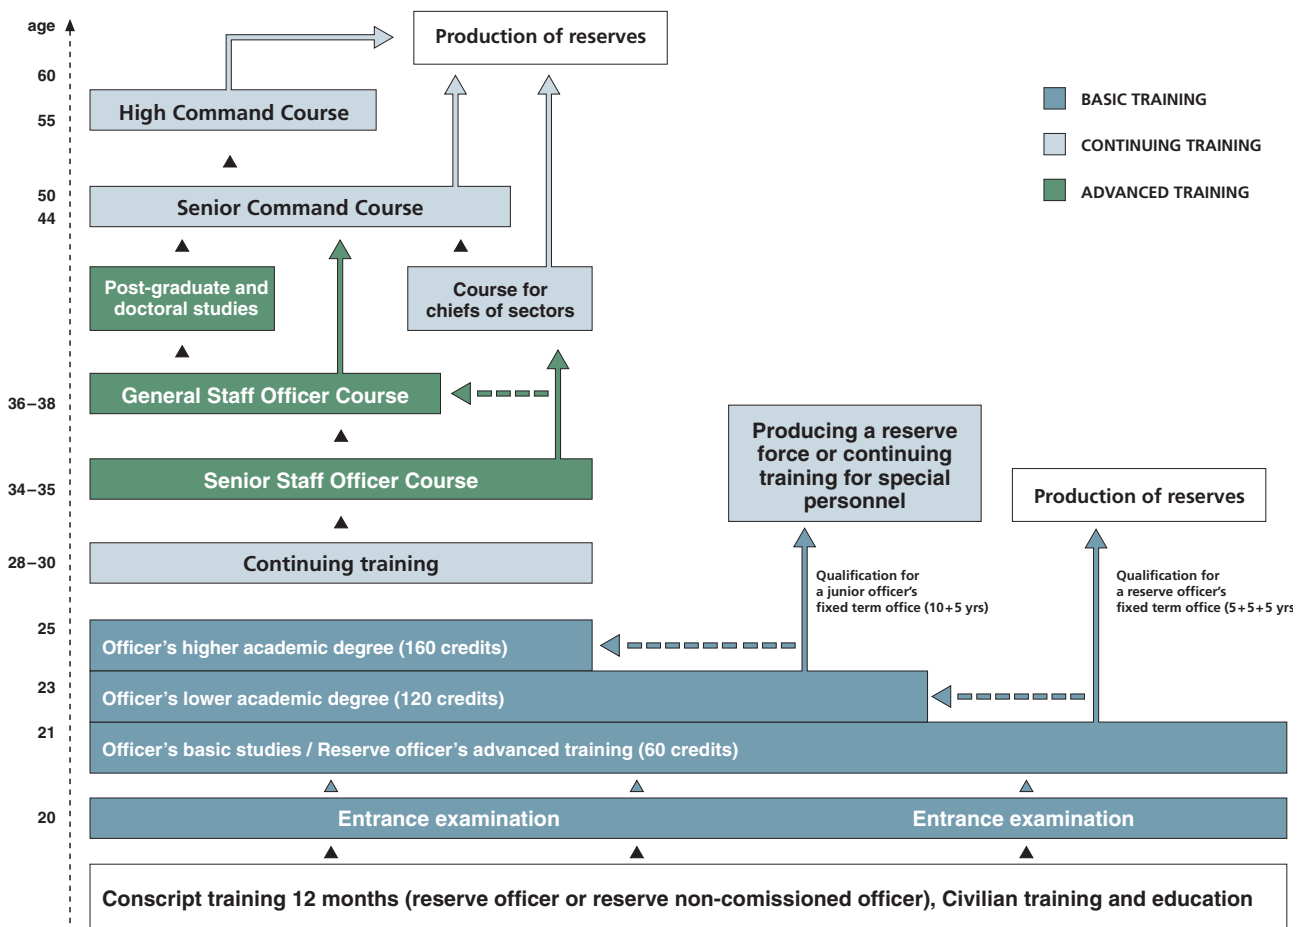 age
Production of reserves
60
High Command Course
55
BASIC TRAINING
CONTINUING TRAINING
ADVANCED TRAINING
50
44
Senior Command Course
Post-graduate and
doctoral studies
Course for
chiefs of sectors
36–38
General Staff Officer Course
34–35
Senior Staff Officer Course
Producing a reserve
force or continuing
training for special
personnel
Production of reserves
28–30
Continuing training
Qualification for
a junior officer's
fixed term office (10+5 yrs)
Qualification for
a reserve officer's
fixed term office (5+5+5 yrs
25
Officer's higher academic degree (160 credits)
23
Officer's lower academic degree (120 credits)
21
Officer's basic studies / Reserve officer's advanced training (60 credits)
20
Entrance examination
Entrance examination
Conscript training 12 months (reserve officer or reserve non-comissioned officer), Civilian training and education